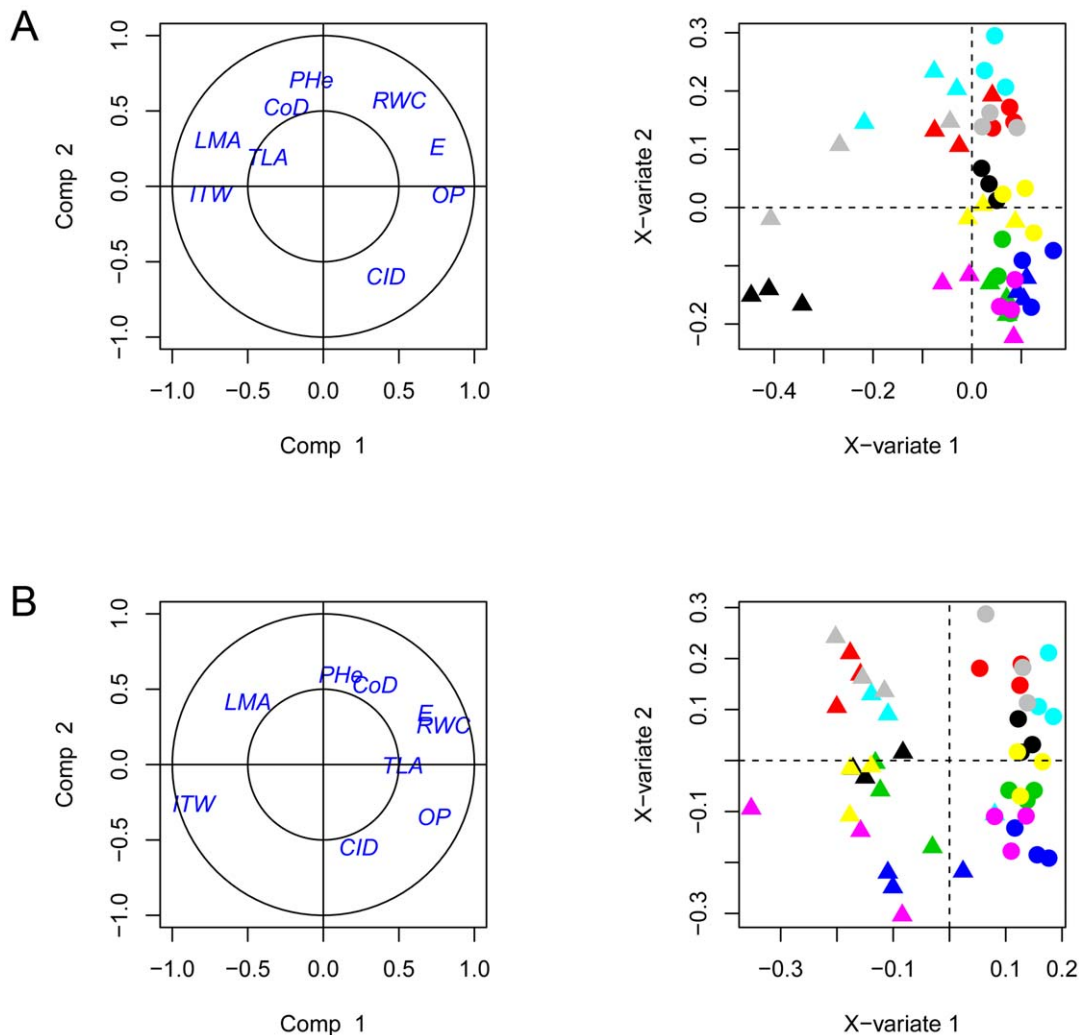 A
1.0
0.5
0.0
−0.5
−1.0
Comp 2
PHe
CoD
RWC
LMA
E
TLA
ITW
OP
CID
−1.0 −0.5 0.0 0.5 1.0
Comp 1
0.3
0.2
0.1
0.0
−0.2
X−variate 2
−0.4 −0.2 0.0
X−variate 1
B
1.0
0.5
0.0
−0.5
−1.0
Comp 2
PHe
CoD
LMA
E
RWC
TLA
ITW
OP
CID
−1.0 −0.5 0.0 0.5 1.0
Comp 1
0.3
0.1
−0.1
−0.3
X−variate 2
−0.3 −0.1 0.1 0.2
X−variate 1